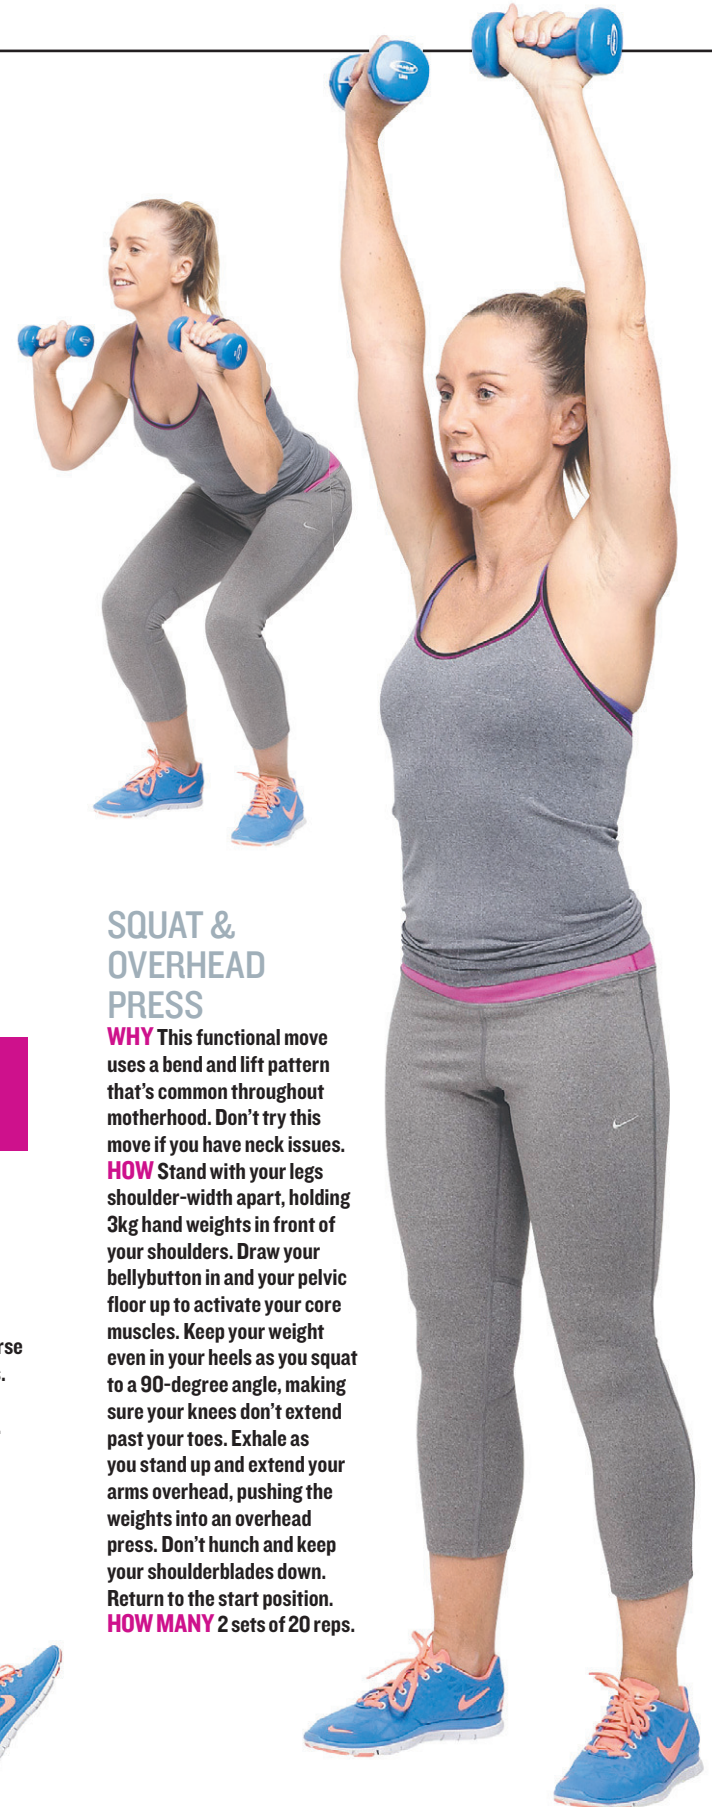 SQUAT &
OVERHEAD
PRESS
WHY This functional move
uses a bend and lift pattern
that’s common throughout
motherhood. Don’t try this
move if you have neck issues.
HOW Stand with your legs
shoulder-width apart, holding
3kg hand weights in front of
your shoulders. Draw your
bellybutton in and your pelvic
floor up to activate your core
muscles. Keep your weight
even in your heels as you squat
to a 90-degree angle, making
sure your knees don’t extend
past your toes. Exhale as
you stand up and extend your
arms overhead, pushing the
weights into an overhead
press. Don’t hunch and keep
your shoulderblades down.
Return to the start position.
HOW MANY 2 sets of 20 reps.
rse